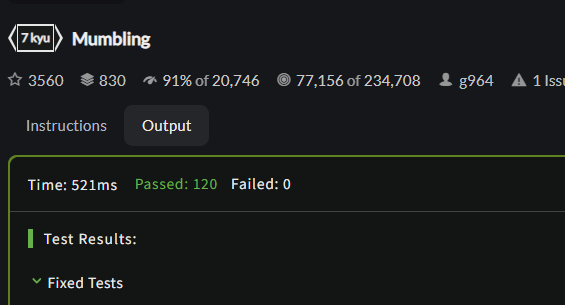 7 kyu Mumbling
3560 830 91% of 20,746 77,156 of 234,708 g964 1 Issu
Instructions Output
Time: 521ms Passed: 120 Failed: 0
Test Results:
Fixed Tests